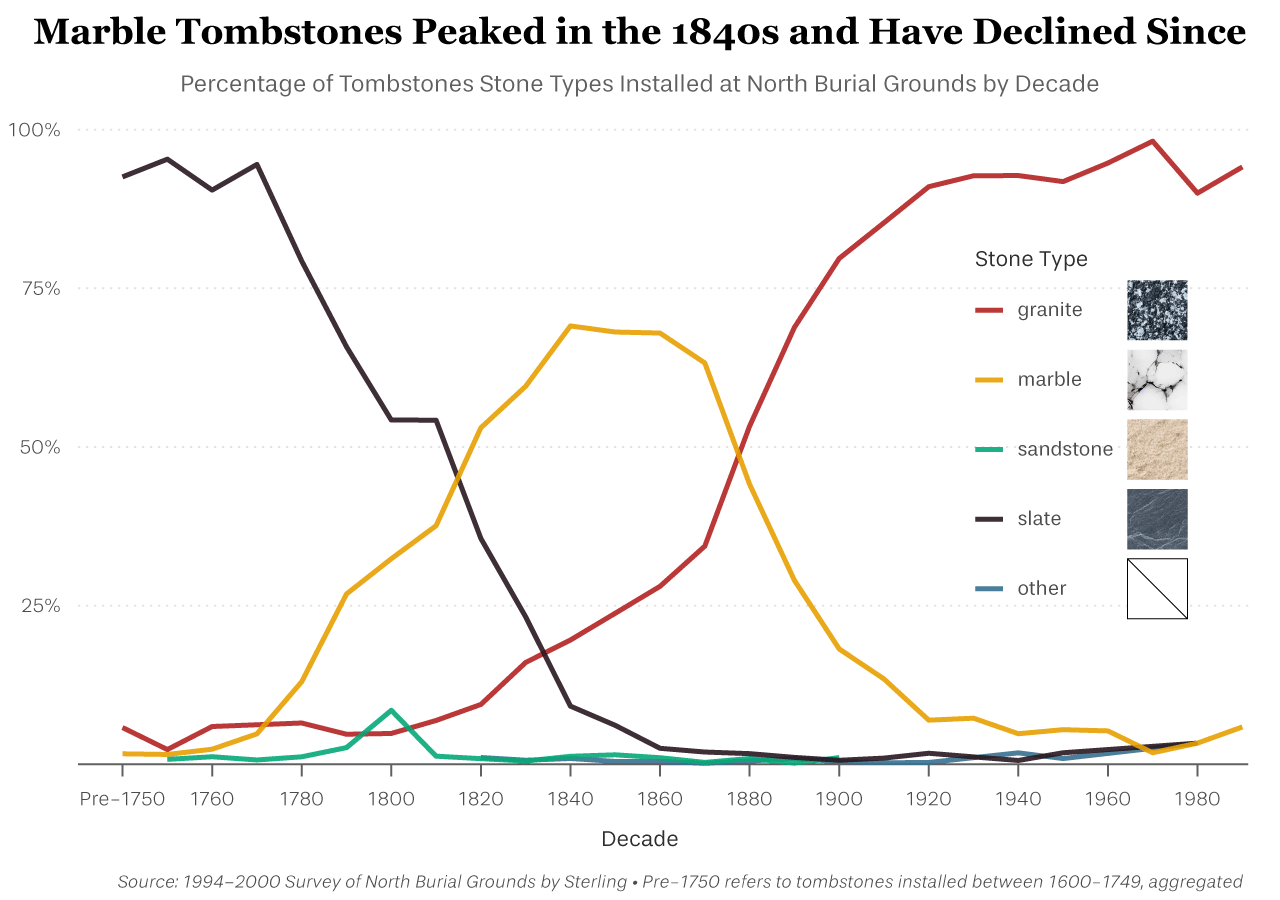 Marble Tombstones Peaked in the 1840s and Have Declined Since
Percentage of Tombstones Stone Types Installed at North Burial Grounds by Decade
100%
75%
50%
25%
Stone Type
granite
marble
sandstone
slate
other
Pre-1750 1760 1780 1800 1820 1840 1860 1880 1900 1920 1940 1960 1980
Decade
Source: 1994–2000 Survey of North Burial Grounds by Sterling • Pre-1750 refers to tombstones installed between 1600-1749, aggregated